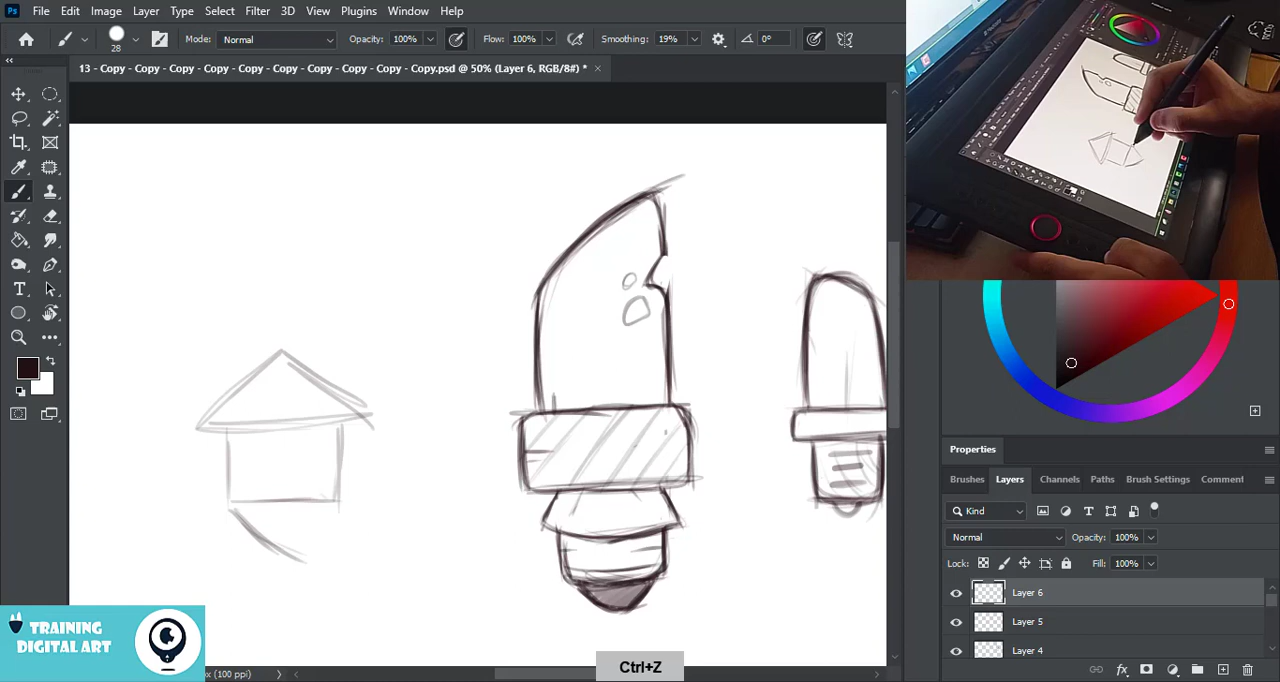 Ps File Edit Image Layer Type Select Filter 3D View Plugins Window Help
28 Mode: Normal Opacity: 100% Flow: 100% Smoothing: 19% 0°
13 - Copy - Copy - Copy - Copy - Copy - Copy - Copy - Copy - Copy - Copy.psd @ 50% (Layer 6, RGB/8#) * ×
Properties
Brushes Layers Channels Paths Brush Settings Comment
Kind
Normal Opacity: 100%
Lock: Fill: 100%
Layer 6
Layer 5
Layer 4
TRAINING
DIGITAL ART
x (100 ppi)
Ctrl+Z